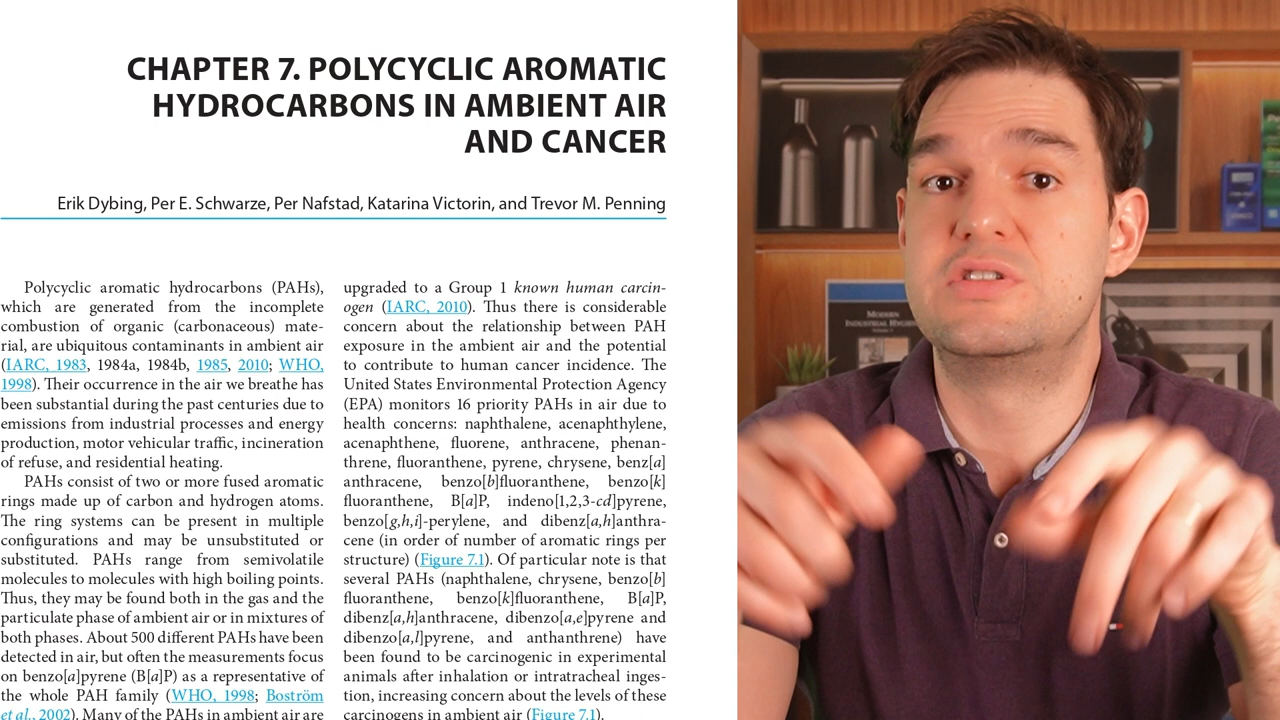 CHAPTER 7. POLYCYCLIC AROMATIC
HYDROCARBONS IN AMBIENT AIR
AND CANCER
Erik Dybing, Per E. Schwarze, Per Nafstad, Katarina Victorin, and Trevor M. Penning
Polycyclic aromatic hydrocarbons (PAHs),
which are generated from the incomplete
combustion of organic (carbonaceous) mate-
rial, are ubiquitous contaminants in ambient air
(IARC, 1983, 1984a, 1984b, 1985, 2010; WHO,
1998). Their occurrence in the air we breathe has
been substantial during the past centuries due to
emissions from industrial processes and energy
production, motor vehicular traffic, incineration
of refuse, and residential heating.
PAHs consist of two or more fused aromatic
rings made up of carbon and hydrogen atoms.
The ring systems can be present in multiple
configurations and may be unsubstituted or
substituted. PAHs range from semivolatile
molecules to molecules with high boiling points.
Thus, they may be found both in the gas and the
particulate phase of ambient air or in mixtures of
both phases. About 500 different PAHs have been
detected in air, but often the measurements focus
on benzo[a]pyrene (B[a]P) as a representative of
the whole PAH family (WHO, 1998; Boström
et al., 2002). Many of the PAHs in ambient air are
upgraded to a Group 1 known human carcin-
ogen (IARC, 2010). Thus there is considerable
concern about the relationship between PAH
exposure in the ambient air and the potential
to contribute to human cancer incidence. The
United States Environmental Protection Agency
(EPA) monitors 16 priority PAHs in air due to
health concerns: naphthalene, acenaphthylene,
acenaphthene, fluorene, anthracene, phenan-
threne, fluoranthene, pyrene, chrysene, benz[a]
anthracene, benzo[b]fluoranthene, benzo[k]
fluoranthene, B[a]P, indeno[1,2,3-cd]pyrene,
benzo[g,h,i]-perylene, and dibenz[a,h]anthra-
cene (in order of number of aromatic rings per
structure) (Figure 7.1). Of particular note is that
several PAHs (naphthalene, chrysene, benzo[b]
fluoranthene, benzo[k]fluoranthene, B[a]P,
dibenz[a,h]anthracene, dibenzo[a,e]pyrene and
dibenzo[a,l]pyrene, and anthanthrene) have
been found to be carcinogenic in experimental
animals after inhalation or intratracheal inges-
tion, increasing concern about the levels of these
carcinogens in ambient air (Figure 7.1).
MODERN
INDUSTRIAL HYGIENE